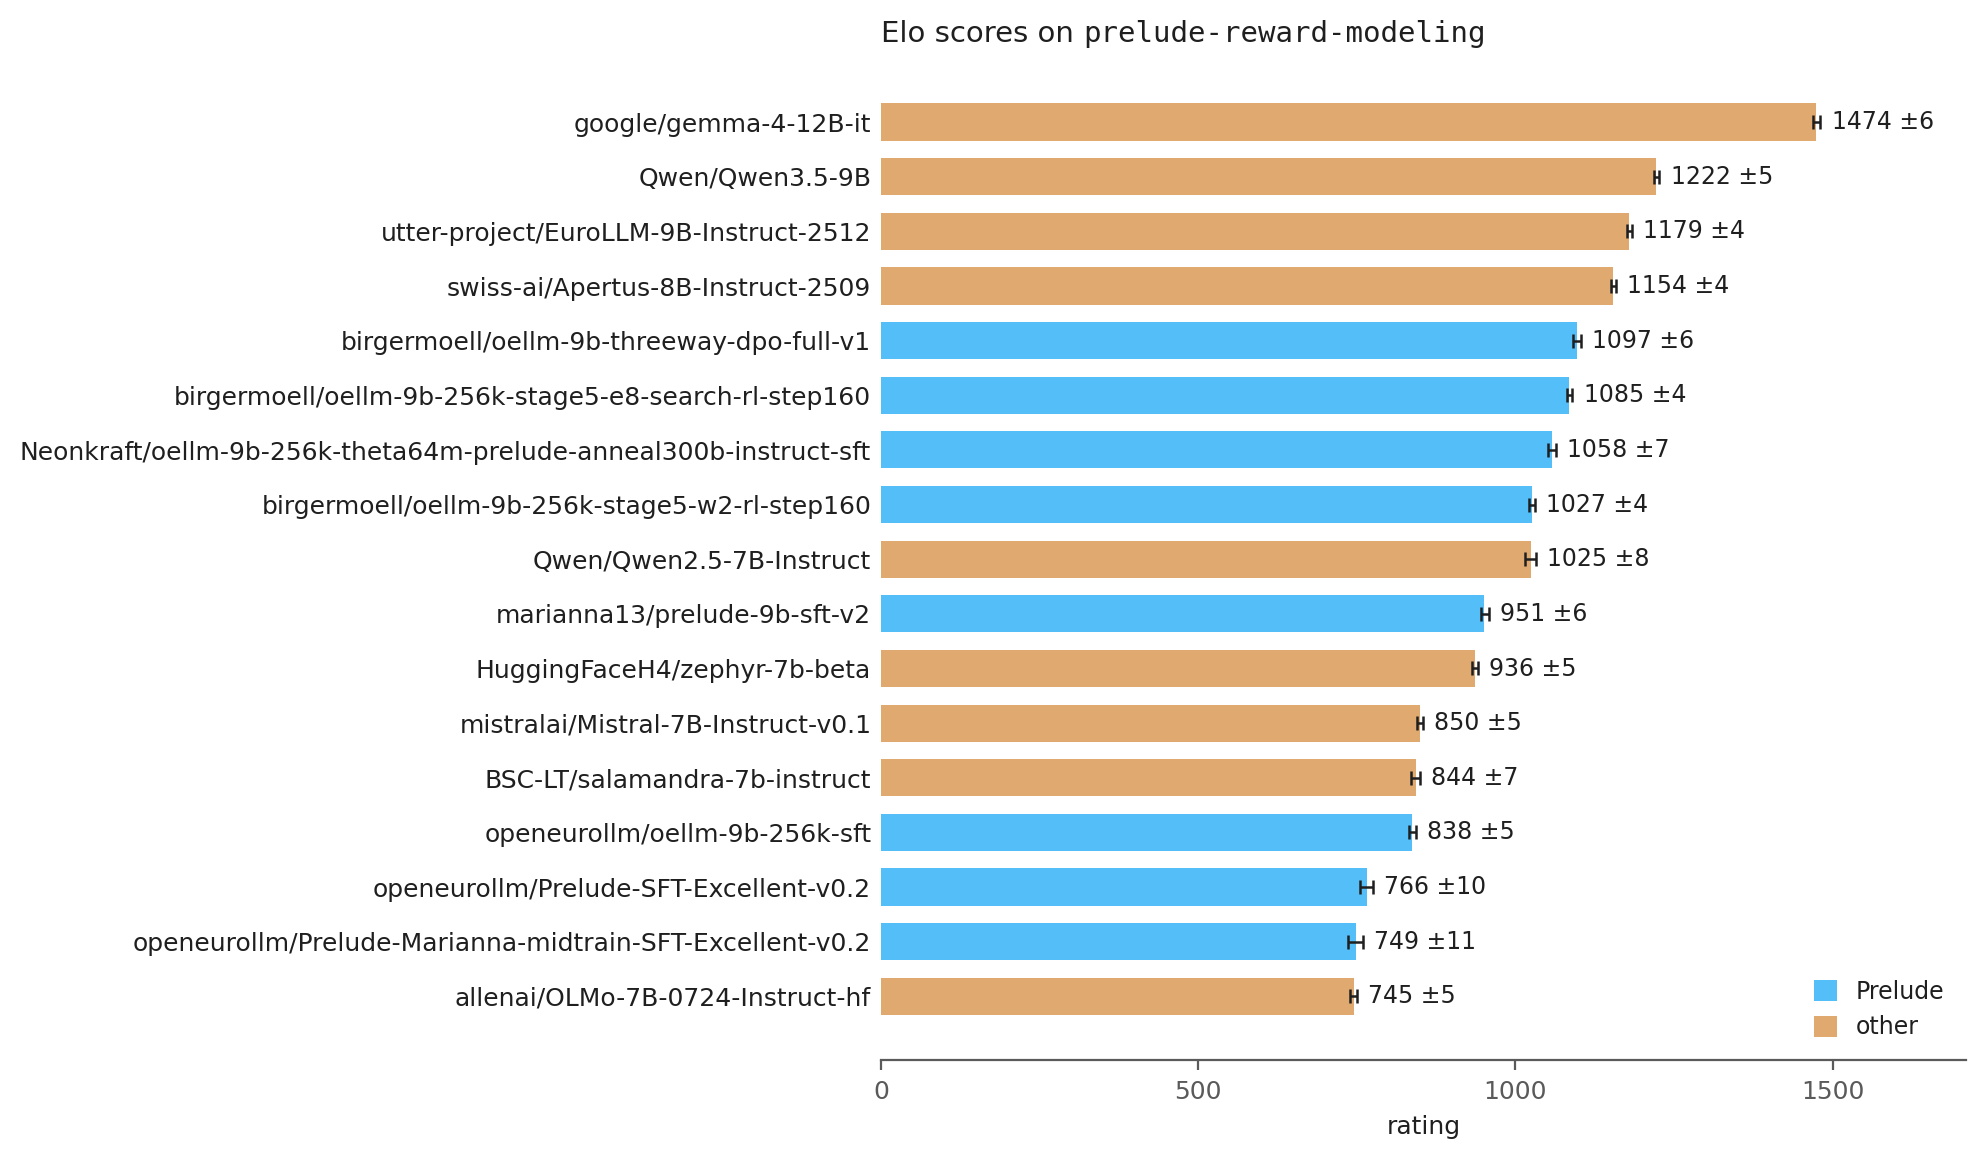 Elo scores on prelude-reward-modeling
google/gemma-4-12B-it 1474 ±6
Qwen/Qwen3.5-9B 1222 ±5
utter-project/EuroLLM-9B-Instruct-2512 1179 ±4
swiss-ai/Apertus-8B-Instruct-2509 1154 ±4
birgermoell/oellm-9b-threeway-dpo-full-v1 1097 ±6
birgermoell/oellm-9b-256k-stage5-e8-search-rl-step160 1085 ±4
Neonkraft/oellm-9b-256k-theta64m-prelude-anneal300b-instruct-sft 1058 ±7
birgermoell/oellm-9b-256k-stage5-w2-rl-step160 1027 ±4
Qwen/Qwen2.5-7B-Instruct 1025 ±8
marianna13/prelude-9b-sft-v2 951 ±6
HuggingFaceH4/zephyr-7b-beta 936 ±5
mistralai/Mistral-7B-Instruct-v0.1 850 ±5
BSC-LT/salamandra-7b-instruct 844 ±7
openeurollm/oellm-9b-256k-sft 838 ±5
openeurollm/Prelude-SFT-Excellent-v0.2 766 ±10
openeurollm/Prelude-Marianna-midtrain-SFT-Excellent-v0.2 749 ±11
allenai/OLMo-7B-0724-Instruct-hf 745 ±5
Prelude
other
0 500 1000 1500
rating